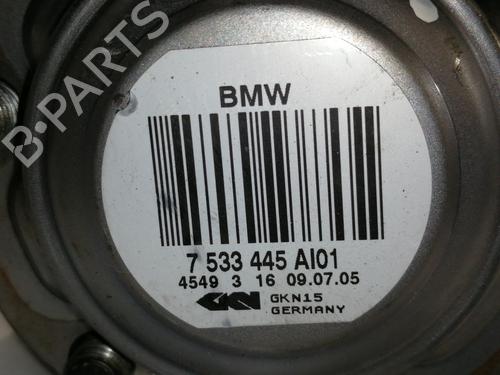 B-PARTS
BMW
7 533 445 AI01
4549 3 16 09.07.05
GKN GKN15
GERMANY